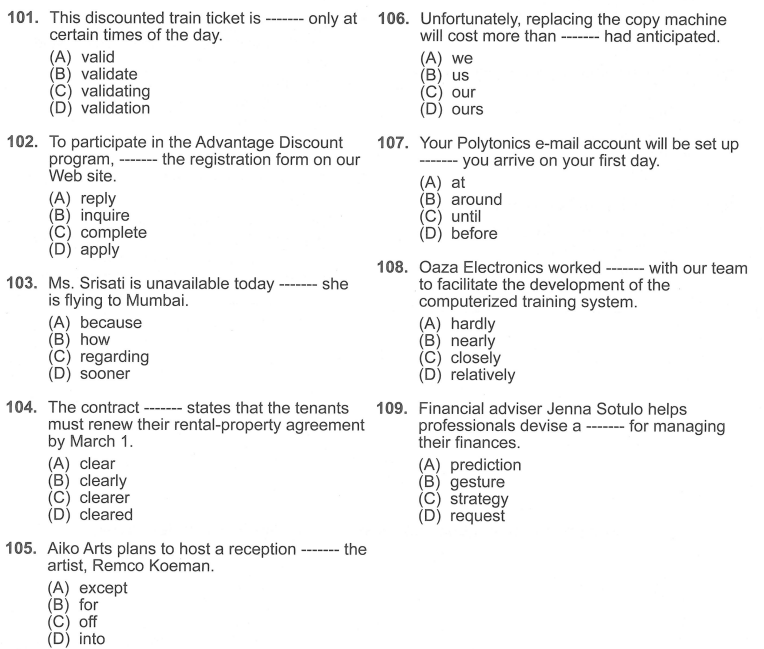 101. This discounted train ticket is ------- only at
certain times of the day.
(A) valid
(B) validate
(C) validating
(D) validation
102. To participate in the Advantage Discount
program, ------- the registration form on our
Web site.
(A) reply
(B) inquire
(C) complete
(D) apply
103. Ms. Srisati is unavailable today ------- she
is flying to Mumbai.
(A) because
(B) how
(C) regarding
(D) sooner
104. The contract ------- states that the tenants
must renew their rental-property agreement
by March 1.
(A) clear
(B) clearly
(C) clearer
(D) cleared
105. Aiko Arts plans to host a reception ------- the
artist, Remco Koeman.
(A) except
(B) for
(C) off
(D) into
106. Unfortunately, replacing the copy machine
will cost more than ------- had anticipated.
(A) we
(B) us
(C) our
(D) ours
107. Your Polytonics e-mail account will be set up
------- you arrive on your first day.
(A) at
(B) around
(C) until
(D) before
108. Oaza Electronics worked ------- with our team
to facilitate the development of the
computerized training system.
(A) hardly
(B) nearly
(C) closely
(D) relatively
109. Financial adviser Jenna Sotulo helps
professionals devise a ------- for managing
their finances.
(A) prediction
(B) gesture
(C) strategy
(D) request